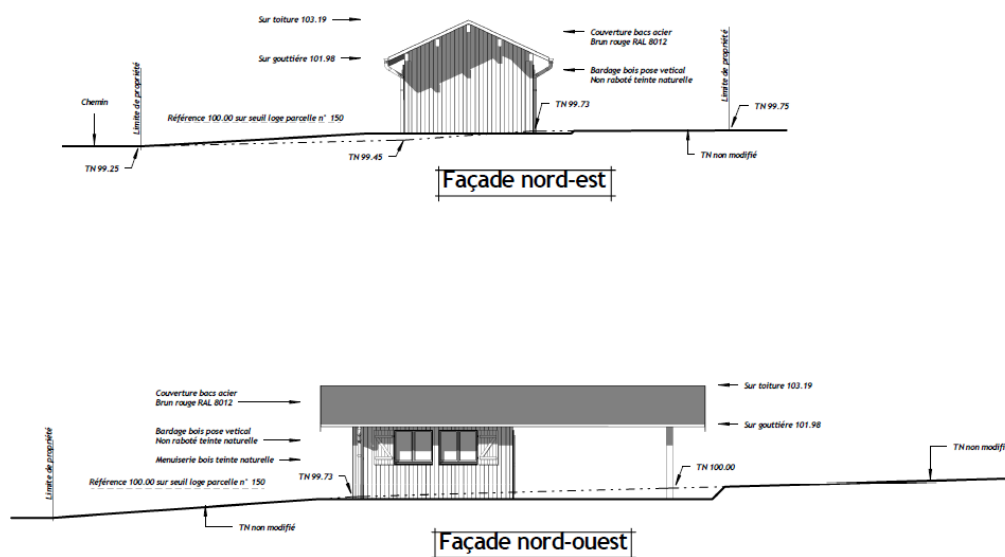 Sur toiture 103.19
Couverture bacs acier
Brun rouge RAL 8012
Sur gouttière 101.98
Bardage bois pose vetical
Non raboté teinte naturelle
Limite de propriété
Limite de propriété
Chemin
TN 99.73
TN 99.75
Référence 100.00 sur seuil loge parcelle n° 150
TN 99.25
TN 99.45
TN non modifié
Façade nord-est
Couverture bacs acier
Brun rouge RAL 8012
Sur toiture 103.19
Bardage bois pose vetical
Non raboté teinte naturelle
Sur gouttière 101.98
Menuiserie bois teinte naturelle
Limite de propriété
TN non modifi
TN 99.73
TN 100.00
Référence 100.00 sur seuil loge parcelle n° 150
TN non modifié
Façade nord-ouest